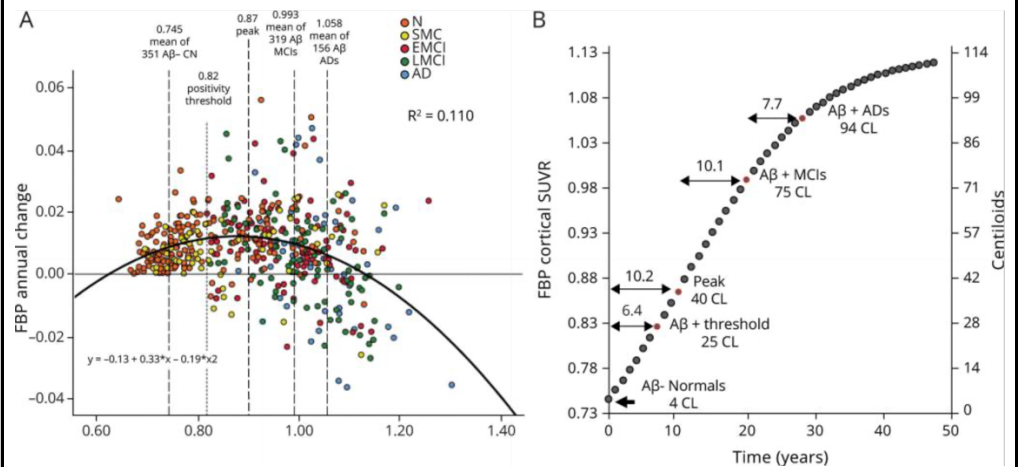 A
0.745
mean of
351 Aβ– CN
0.82
positivity
threshold
0.87
peak
0.993
mean of
319 Aβ
MCIs
1.058
mean of
156 Aβ
ADs
N
SMC
EMCI
LMCI
AD
R² = 0.110
FBP annual change
0.06
0.04
0.02
0.00
−0.02
−0.04
y = –0.13 + 0.33*x – 0.19*x2
0.60
0.80
1.00
1.20
1.40
B
FBP cortical SUVR
1.13
1.08
1.03
0.98
0.93
0.88
0.83
0.78
0.73
7.7
Aβ + ADs
94 CL
10.1
Aβ + MCIs
75 CL
10.2
Peak
40 CL
6.4
Aβ + threshold
25 CL
Aβ- Normals
4 CL
114
99
86
71
57
42
28
14
0
Centiloids
0
10
20
30
40
50
Time (years)